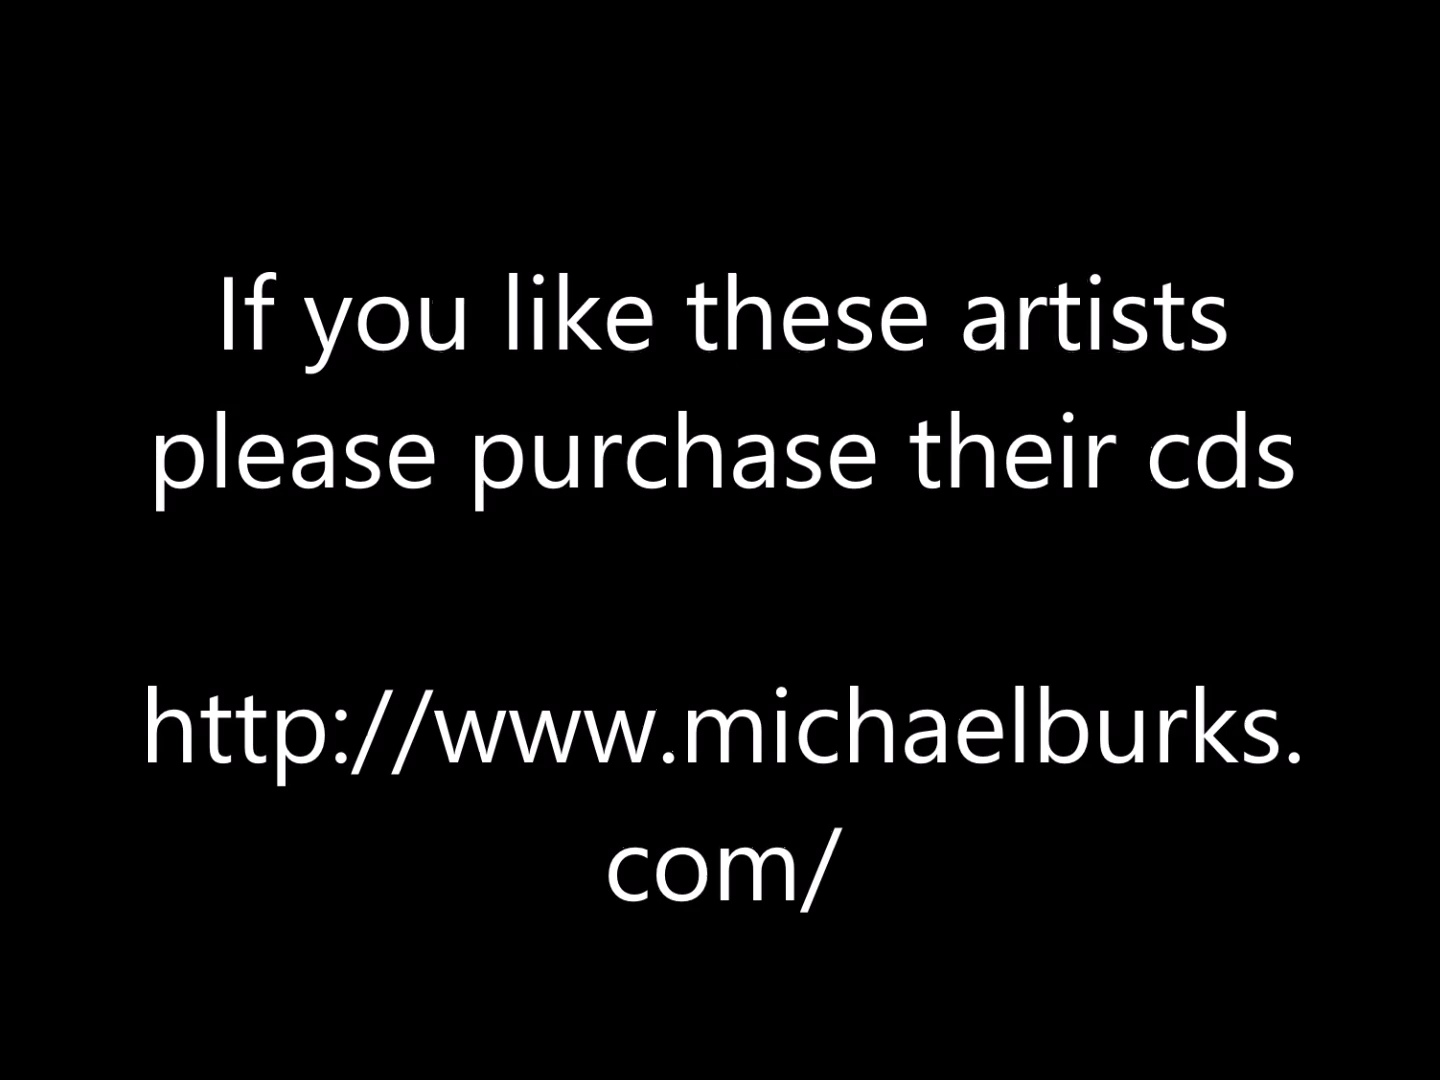 If you like these artists
please purchase their cds
http://www.michaelburks.
com/